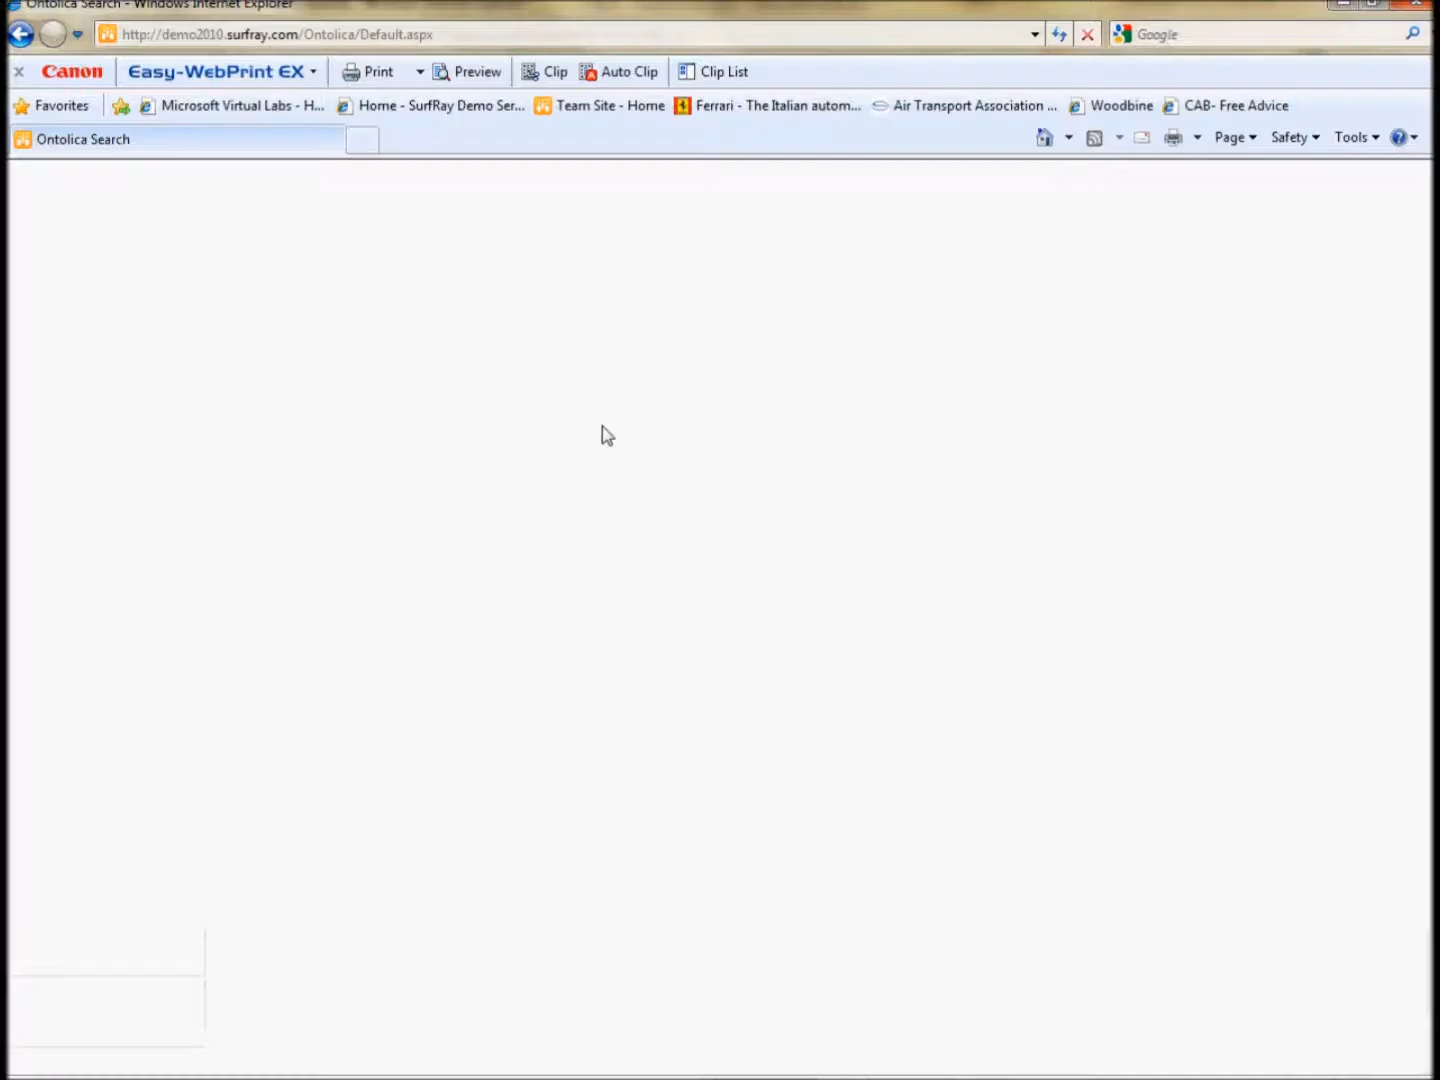 Ontolica Search - Windows Internet Explorer
http://demo2010.surfray.com/Ontolica/Default.aspx
Google
x Canon Easy-WebPrint EX Print Preview Clip Auto Clip Clip List
Favorites Microsoft Virtual Labs - H... Home - SurfRay Demo Ser... Team Site - Home Ferrari - The Italian autom... Air Transport Association ... Woodbine CAB- Free Advice
Ontolica Search Page Safety Tools